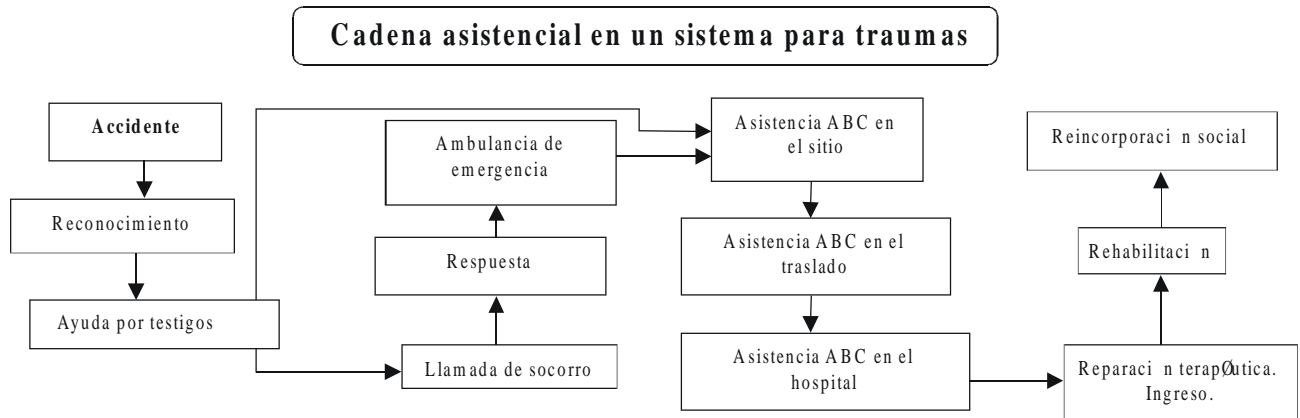 Cadena asistencial en un sistema para traumas
Accidente
Reconocimiento
Ayuda por testigos
Ambulancia de
emergencia
Respuesta
Llamada de socorro
Asistencia ABC en
el sitio
Asistencia ABC en el
traslado
Asistencia ABC en el
hospital
Reincorporaci n social
Rehabilitaci n
Reparaci n terapØutica.
Ingreso.